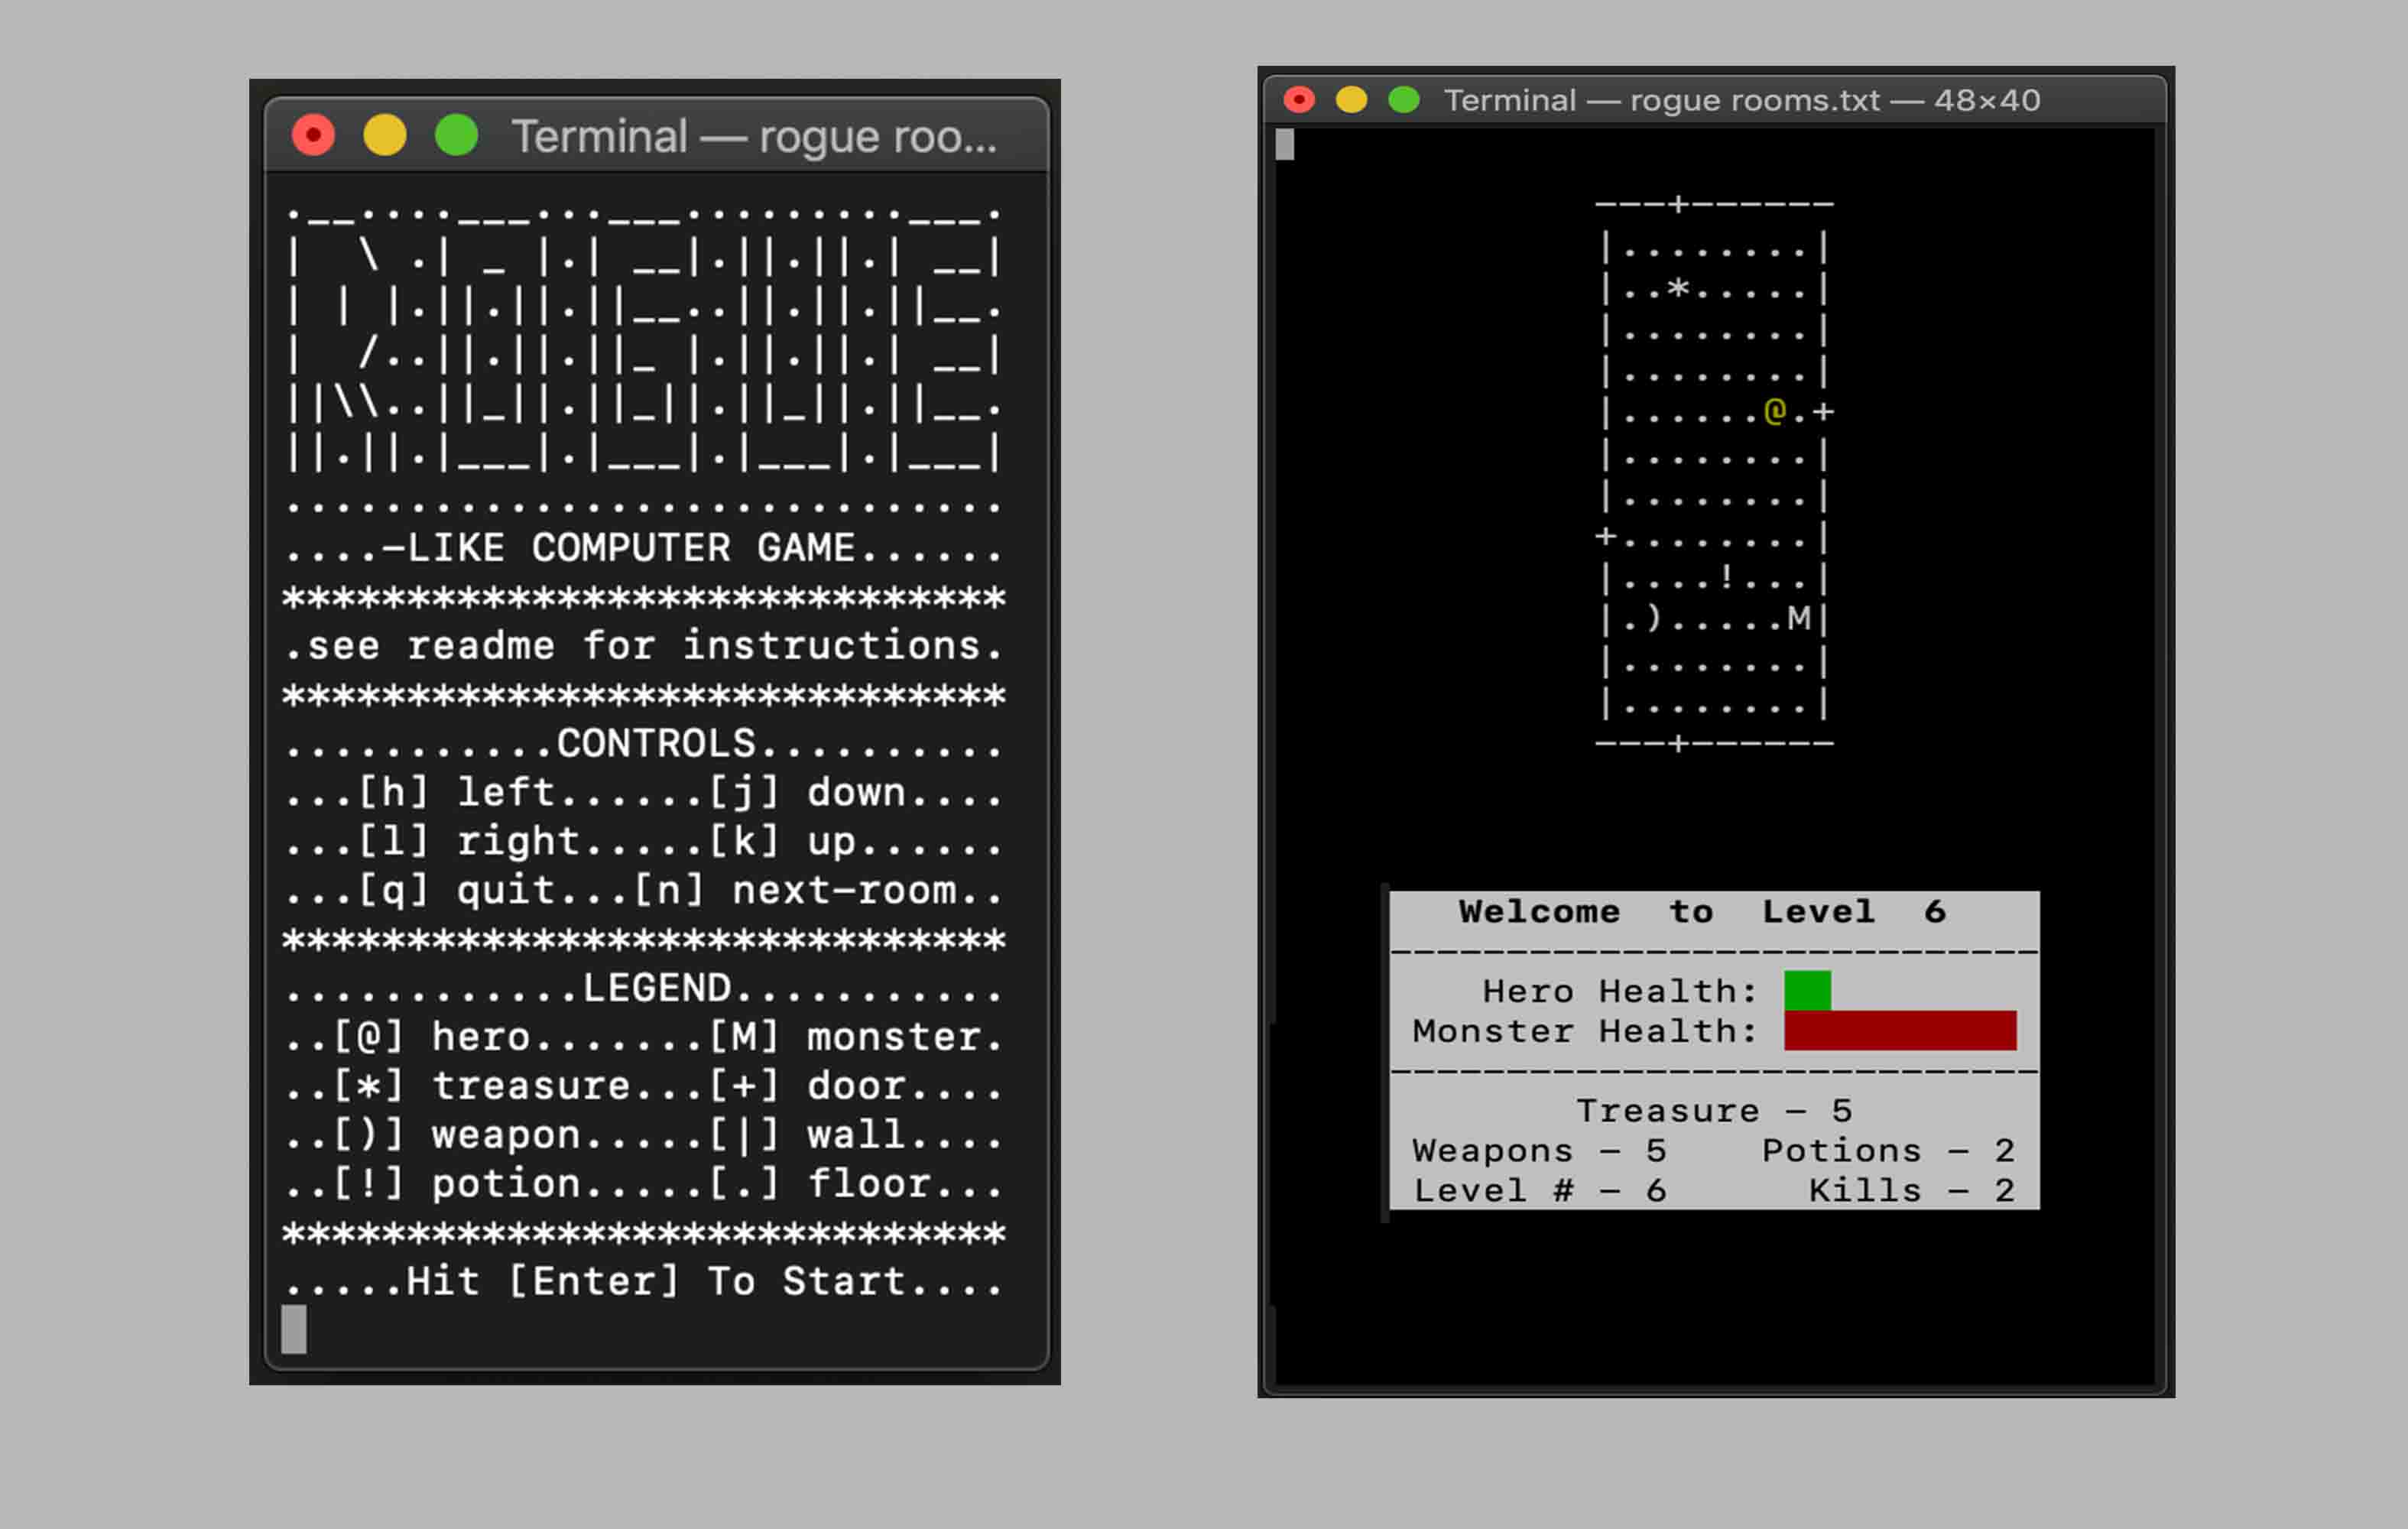 Terminal — rogue roo...
.__....___...___.........___.
|  \ .| _ |.| __|.||.||.| __|
| | |.||.||.||__..||.||.||__.
|  /..||.||.||_ |.||.||.| __|
||\\..||_||.||_||.||_||.||__.
||.||.|___|.|___|.|___|.|___|
.............................
....-LIKE COMPUTER GAME......
*****************************
.see readme for instructions.
*****************************
...........CONTROLS..........
...[h] left......[j] down....
...[l] right.....[k] up......
...[q] quit...[n] next-room..
*****************************
............LEGEND...........
..[@] hero.......[M] monster.
..[*] treasure...[+] door....
..[)] weapon.....[|] wall....
..[!] potion.....[.] floor...
*****************************
.....Hit [Enter] To Start....
Terminal — rogue rooms.txt — 48×40
---+------
|........|
|..*.....|
|........|
|........|
|......@.+
|........|
|........|
+........|
|....!...|
|.).....M|
|........|
|........|
---+------
Welcome to Level 6
----------------------------
Hero Health:
Monster Health:
----------------------------
Treasure - 5
Weapons - 5 Potions - 2
Level # - 6 Kills - 2